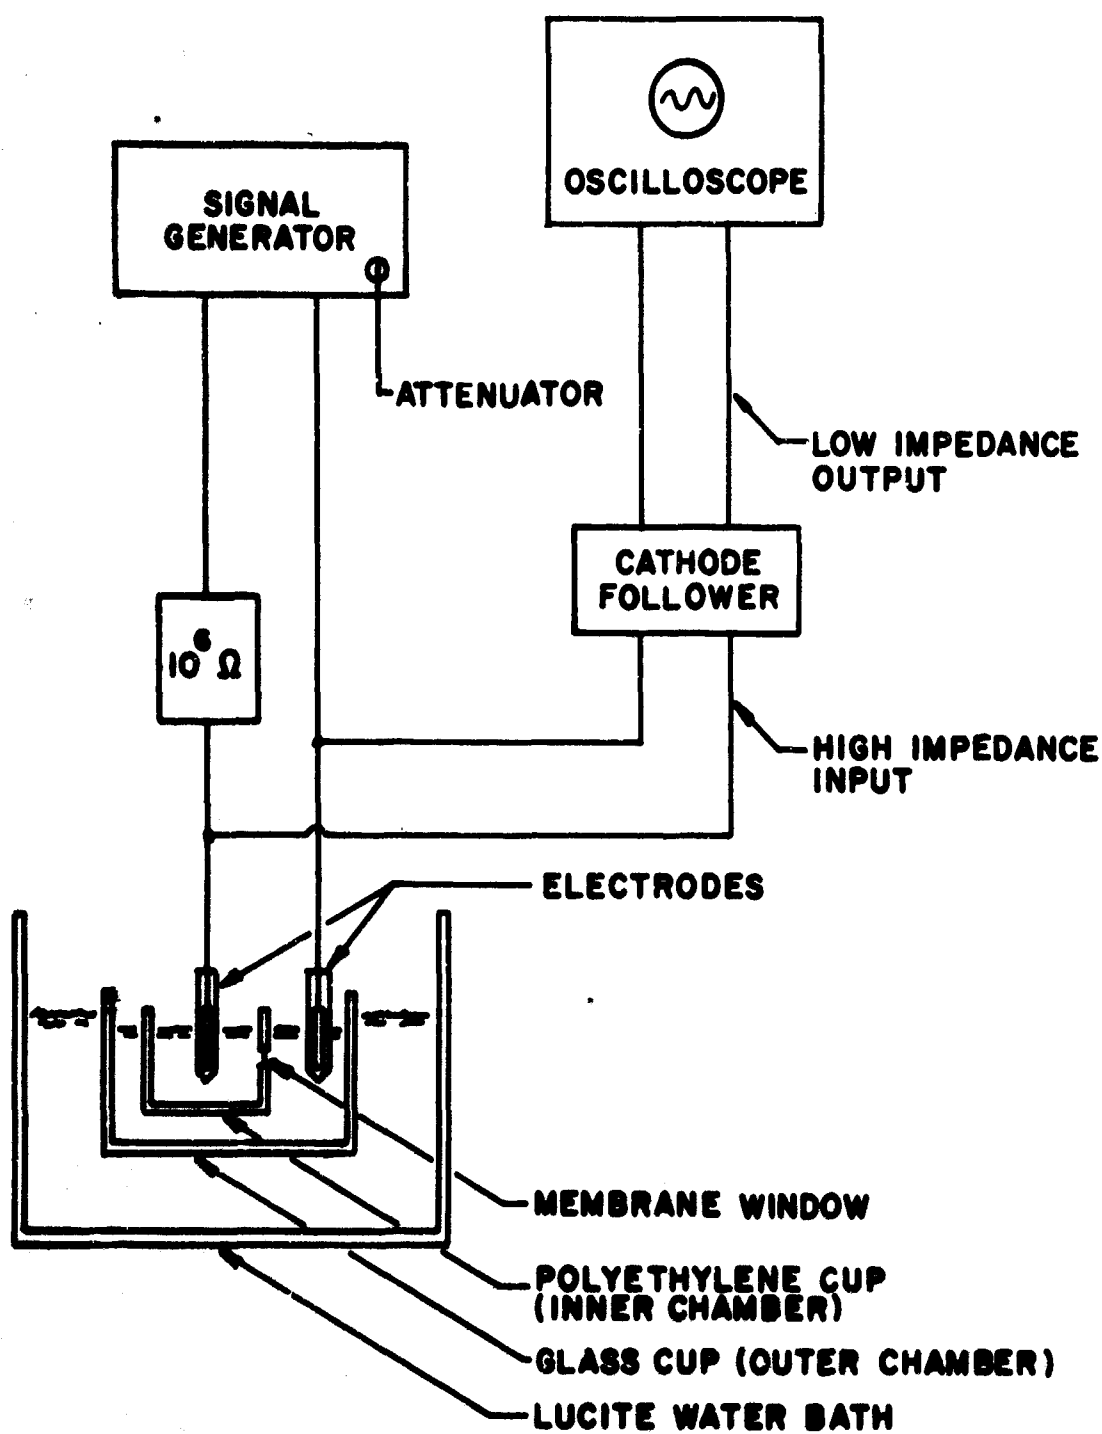 OSCILLOSCOPE
SIGNAL
GENERATOR
ATTENUATOR
LOW IMPEDANCE
OUTPUT
CATHODE
FOLLOWER
10⁶ Ω
HIGH IMPEDANCE
INPUT
ELECTRODES
MEMBRANE WINDOW
POLYETHYLENE CUP
(INNER CHAMBER)
GLASS CUP (OUTER CHAMBER)
LUCITE WATER BATH